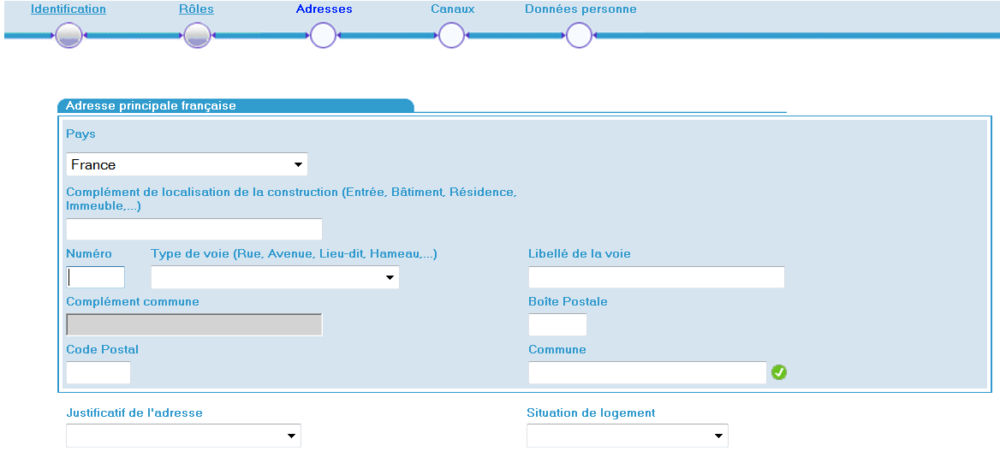 Identification Rôles Adresses Canaux Données personne
Adresse principale française
Pays
France
Complément de localisation de la construction (Entrée, Bâtiment, Résidence,
Immeuble,...)
Numéro Type de voie (Rue, Avenue, Lieu-dit, Hameau,...) Libellé de la voie
Complément commune Boîte Postale
Code Postal Commune
Justificatif de l'adresse Situation de logement